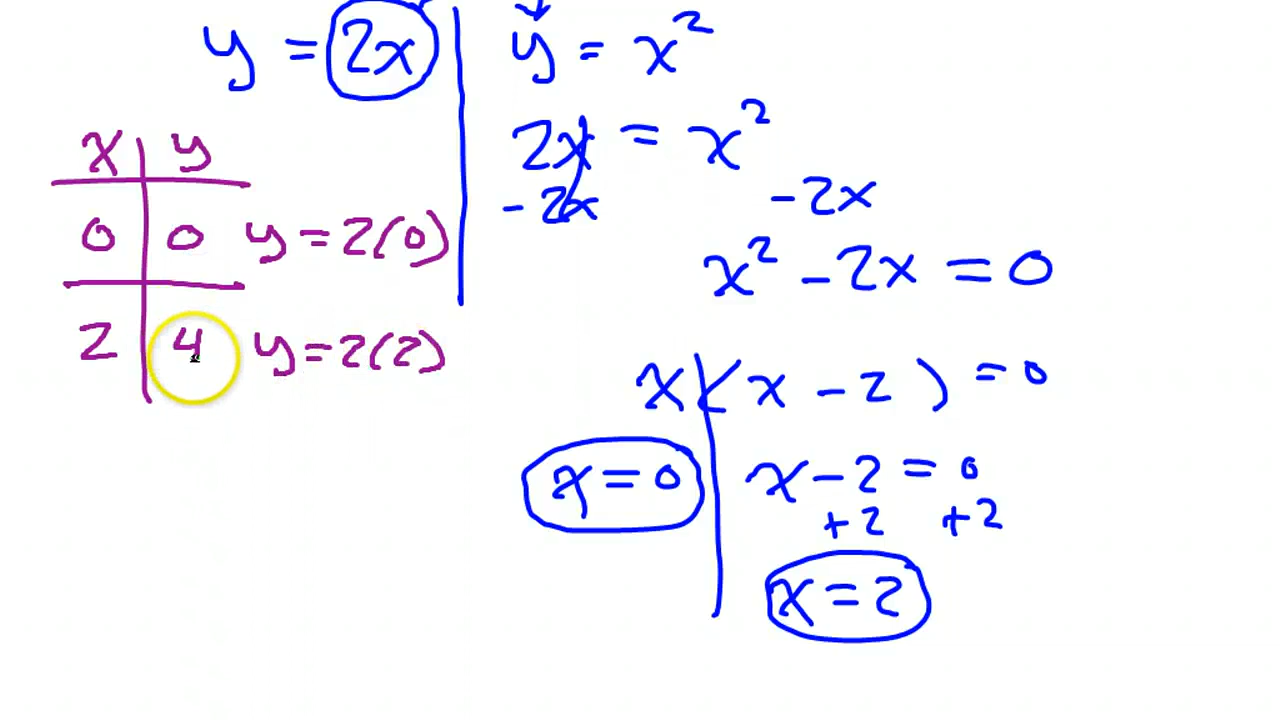 y = 2x
y = x²
2x = x²
- 2x - 2x
x² - 2x = 0
x(x - 2) = 0
x = 0
x - 2 = 0
+2 +2
x = 2
x y
0 0 y = 2(0)
2 4 y = 2(2)